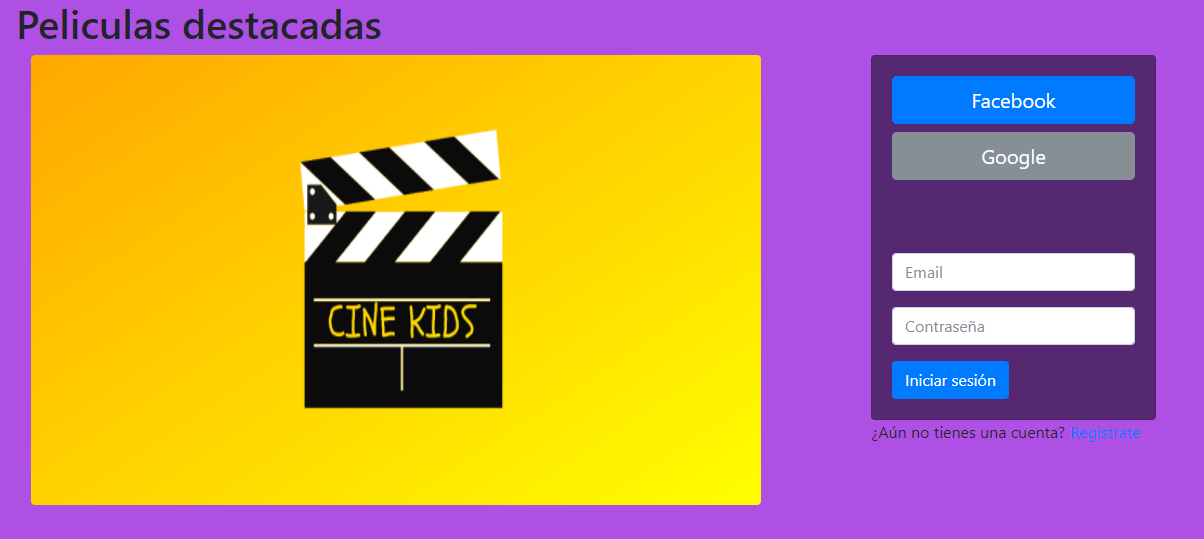 Peliculas destacadas
CINE KIDS
Facebook
Google
Email
Contraseña
Iniciar sesión
¿Aún no tienes una cuenta? Registrate